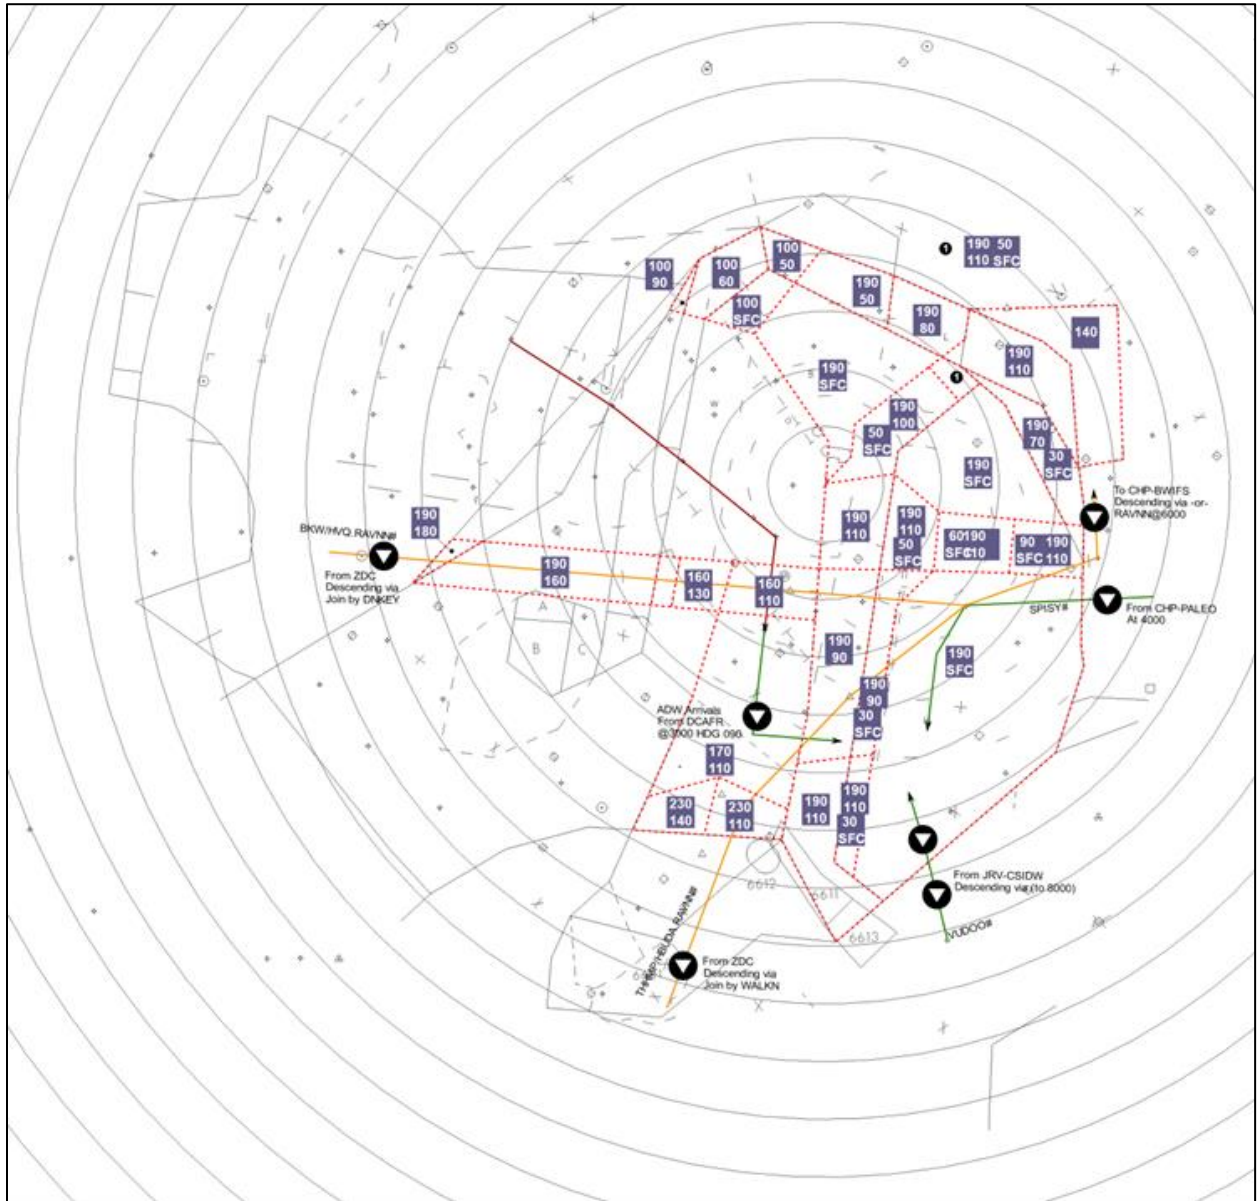 1
190 50
110 SFC
100
90
100
60
100
50
190
50
100
SFC
190
80
140
190
110
190
SFC
1
190
100
50
SFC
190
70
30
SFC
190
SFC
To CHP-BWIFS
Descending via -or-
RAVNN@6000
190
180
BKW/HVQ.RAVNN#
190
110
190
110
50
SFC
90 190
SFC 110
From ZDC
Descending via
Join by DNKEY
190
160
160
130
160
110
SPISY#
From CHP-PALEO
At 4000
A
B
C
190
90
190
SFC
190
90
30
SFC
ADW Arrivals
From DCAFR
@3000 HDG 090
170
110
230
140
230
110
190
110
190
110
30
SFC
From JRV-CSIDW
Descending via (to 8000)
VUDOO#
6612
6611
6613
From ZDC
Descending via
Join by WALKN